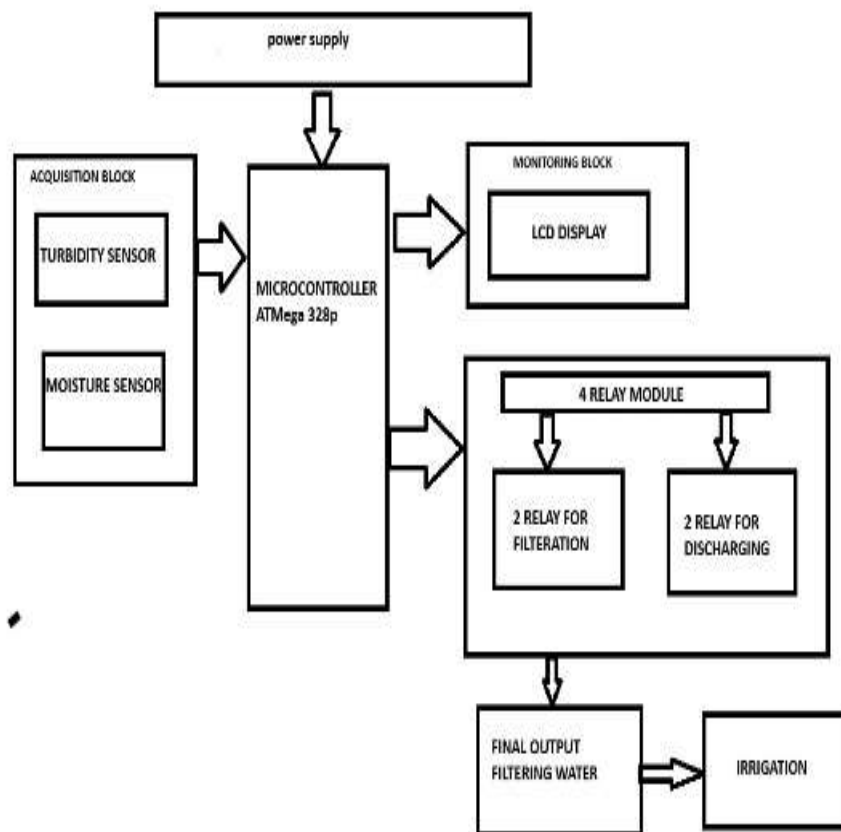 power supply
ACQUISITION BLOCK
TURBIDITY SENSOR
MOISTURE SENSOR
MICROCONTROLLER
ATMega 328p
MONITORING BLOCK
LCD DISPLAY
4 RELAY MODULE
2 RELAY FOR
FILTERATION
2 RELAY FOR
DISCHARGING
FINAL OUTPUT
FILTERING WATER
IRRIGATION